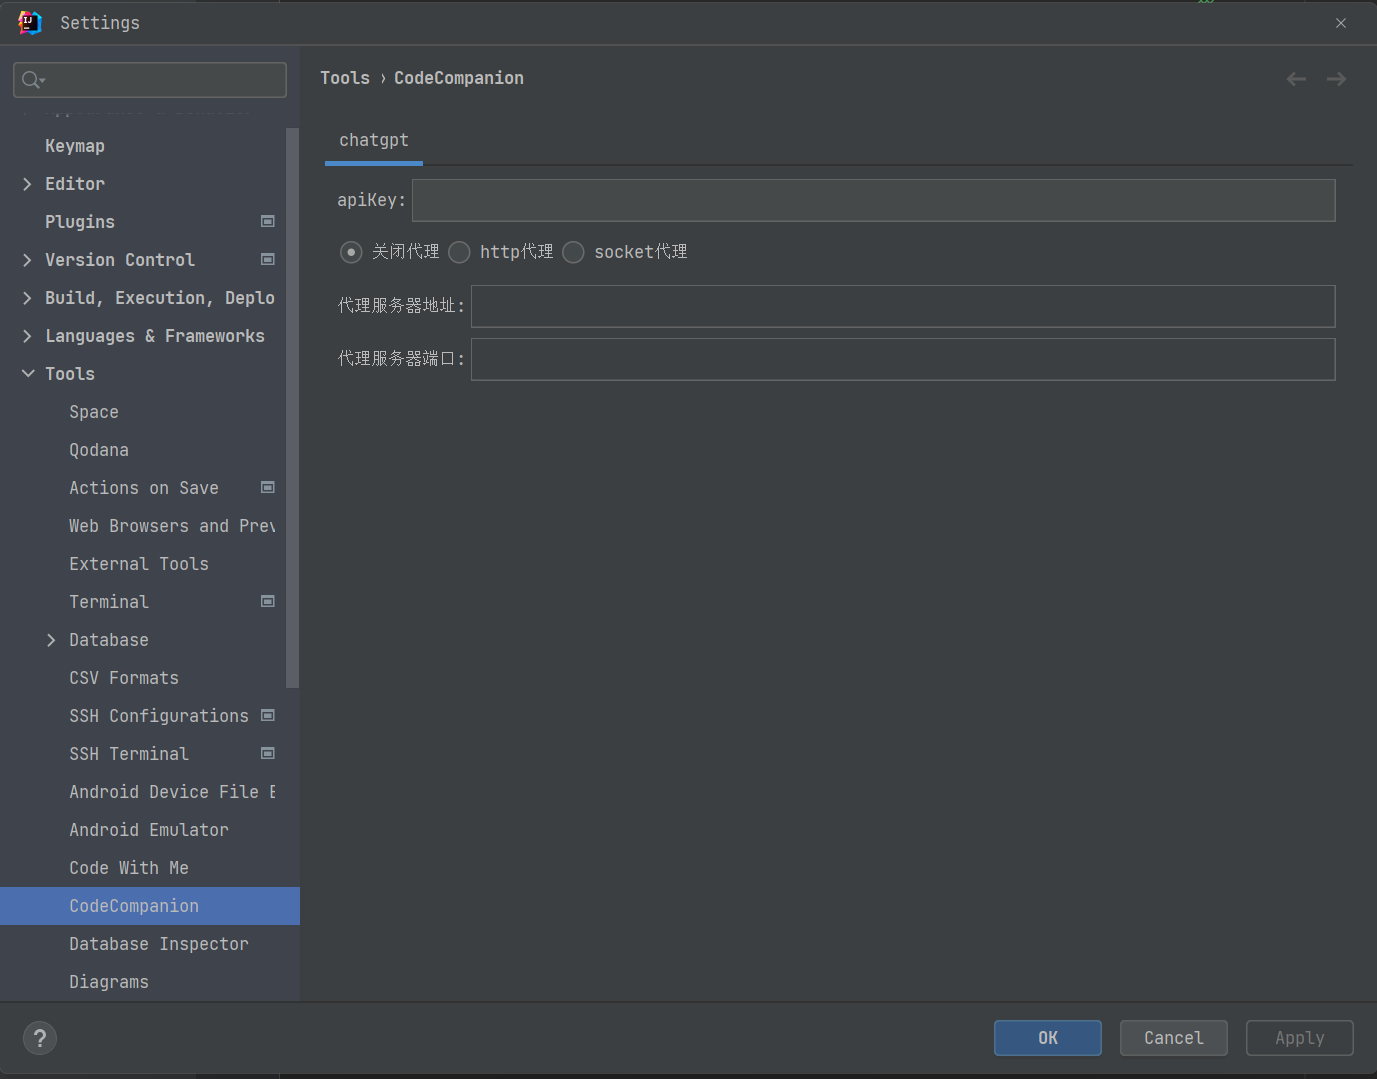 Settings
Tools › CodeCompanion
Keymap
Editor
Plugins
Version Control
Build, Execution, Deplo
Languages & Frameworks
Tools
Space
Qodana
Actions on Save
Web Browsers and Prev
External Tools
Terminal
Database
CSV Formats
SSH Configurations
SSH Terminal
Android Device File E
Android Emulator
Code With Me
CodeCompanion
Database Inspector
Diagrams
chatgpt
apiKey:
关闭代理 http代理 socket代理
代理服务器地址:
代理服务器端口:
?
OK Cancel Apply